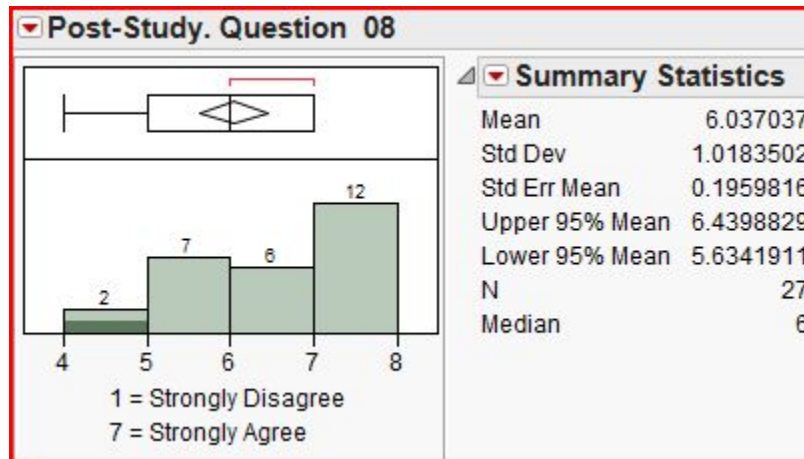 Post-Study. Question 08
2
7
6
12
4 5 6 7 8
1 = Strongly Disagree
7 = Strongly Agree
Summary Statistics
Mean 6.037037
Std Dev 1.0183502
Std Err Mean 0.1959816
Upper 95% Mean 6.4398829
Lower 95% Mean 5.6341911
N 27
Median 6